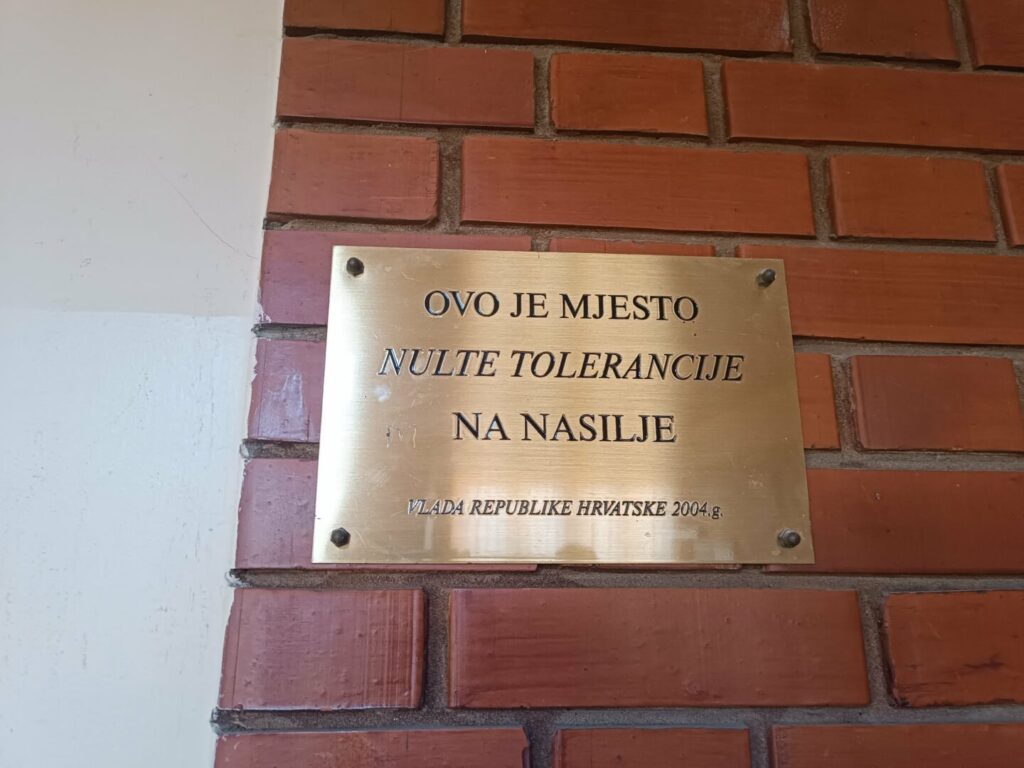 OVO JE MJESTO
NULTE TOLERANCIJE
NA NASILJE
VLADA REPUBLIKE HRVATSKE 2004.g.